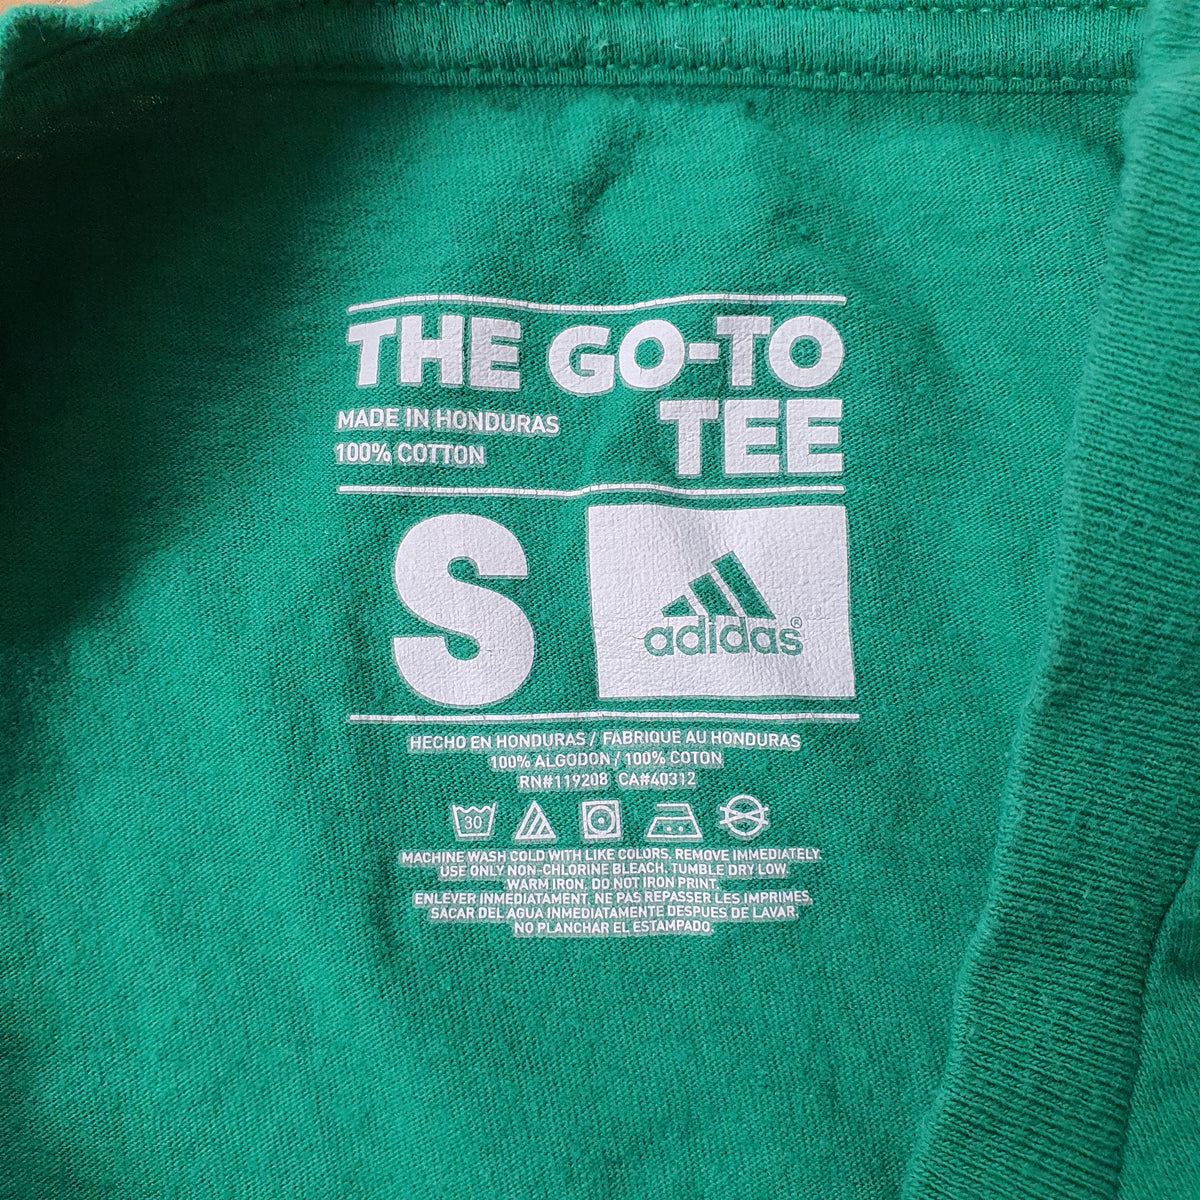 THE GO-TO
TEE
MADE IN HONDURAS
100% COTTON
S
adidas®
HECHO EN HONDURAS / FABRIQUE AU HONDURAS
100% ALGODON / 100% COTON
RN#119208 CA#40312
30
MACHINE WASH COLD WITH LIKE COLORS. REMOVE IMMEDIATELY.
USE ONLY NON-CHLORINE BLEACH. TUMBLE DRY LOW.
WARM IRON. DO NOT IRON PRINT.
ENLEVER INMEDIATAMENT. NE PAS REPASSER LES IMPRIMES.
SACAR DEL AGUA INMEDIATAMENTE DESPUES DE LAVAR.
NO PLANCHAR EL ESTAMPADO.